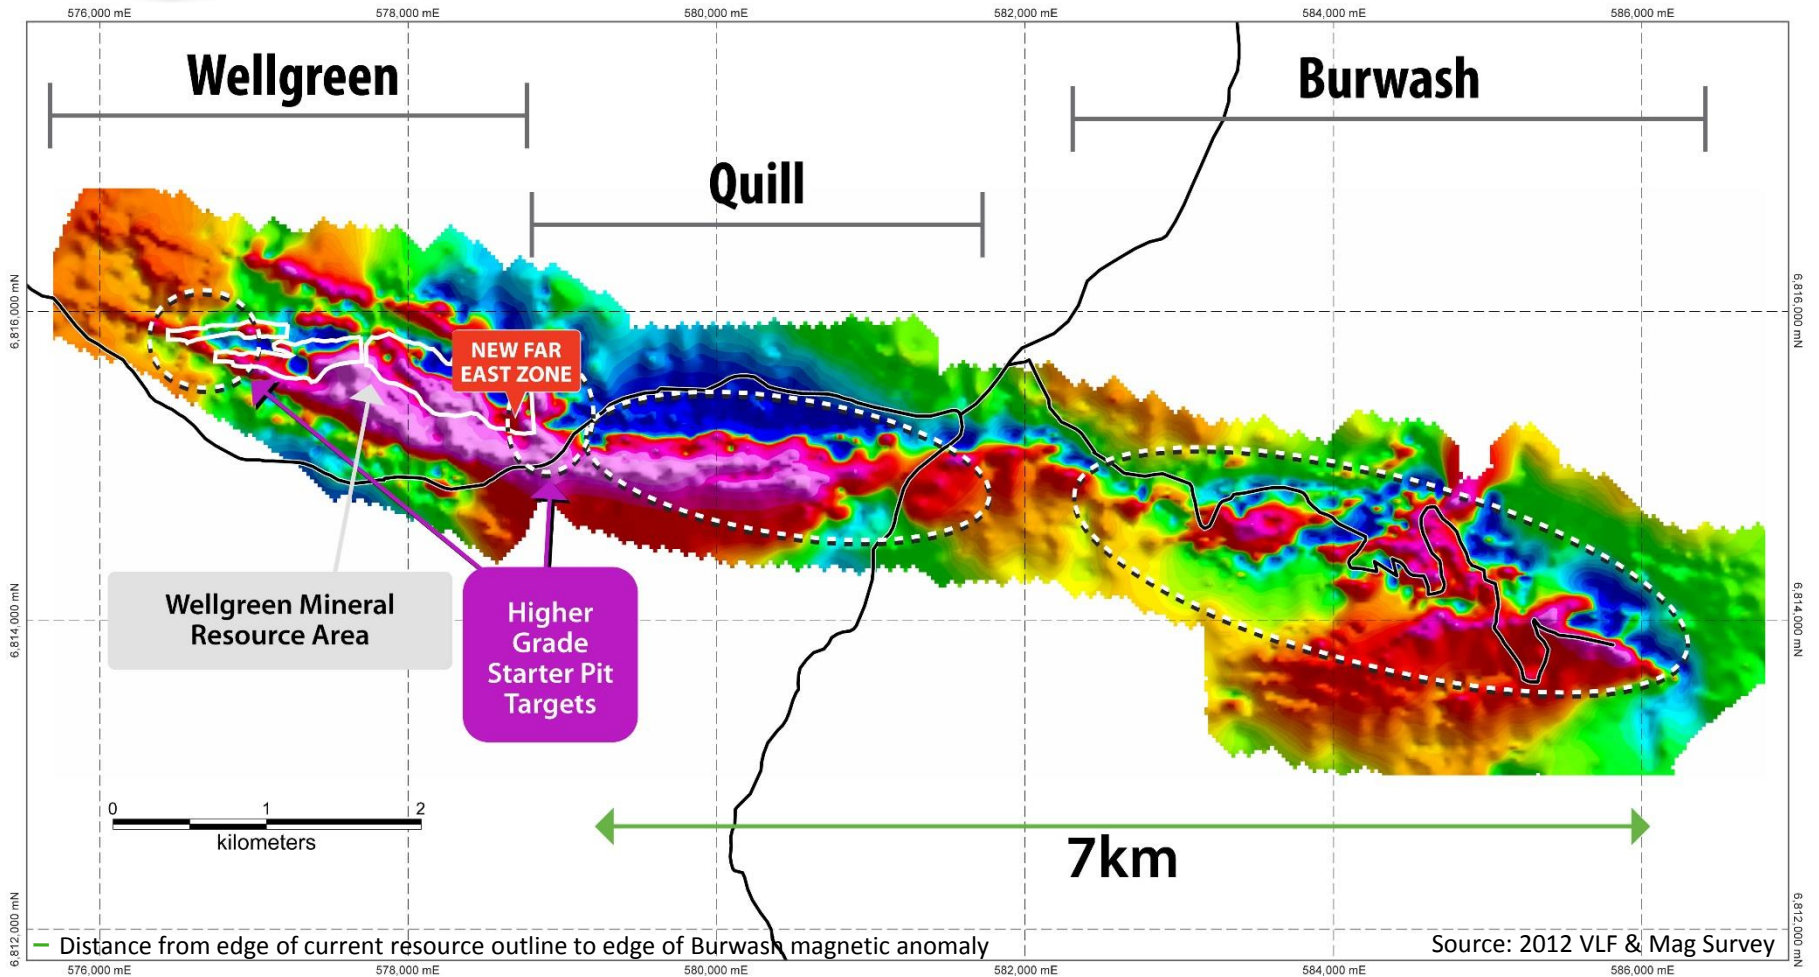 576,000 mE
578,000 mE
580,000 mE
582,000 mE
584,000 mE
586,000 mE
Wellgreen
Burwash
Quill
6,816,000 mN
6,816,000 mN
NEW FAR
EAST ZONE
Wellgreen Mineral
Resource Area
Higher
Grade
Starter Pit
Targets
6,814,000 mN
6,814,000 mN
0 1 2
kilometers
7km
6,812,000 mN
6,812,000 mN
– Distance from edge of current resource outline to edge of Burwash magnetic anomaly
Source: 2012 VLF & Mag Survey
576,000 mE
578,000 mE
580,000 mE
582,000 mE
584,000 mE
586,000 mE